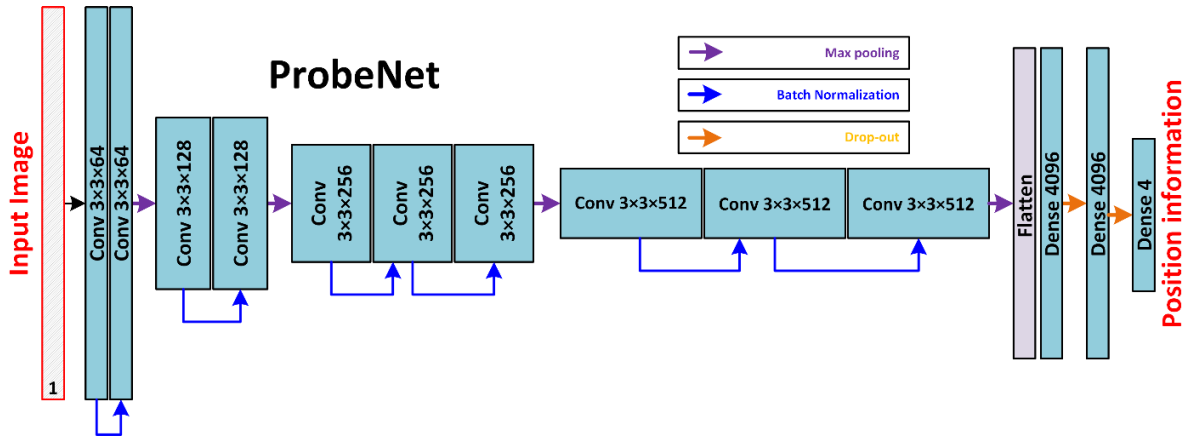 ProbeNet
Max pooling
Batch Normalization
Drop-out
Input Image
1
Conv 3×3×64
Conv 3×3×64
Conv 3×3×128
Conv 3×3×128
Conv
3×3×256
Conv
3×3×256
Conv
3×3×256
Conv 3×3×512
Conv 3×3×512
Conv 3×3×512
Flatten
Dense 4096
Dense 4096
Dense 4
Position information